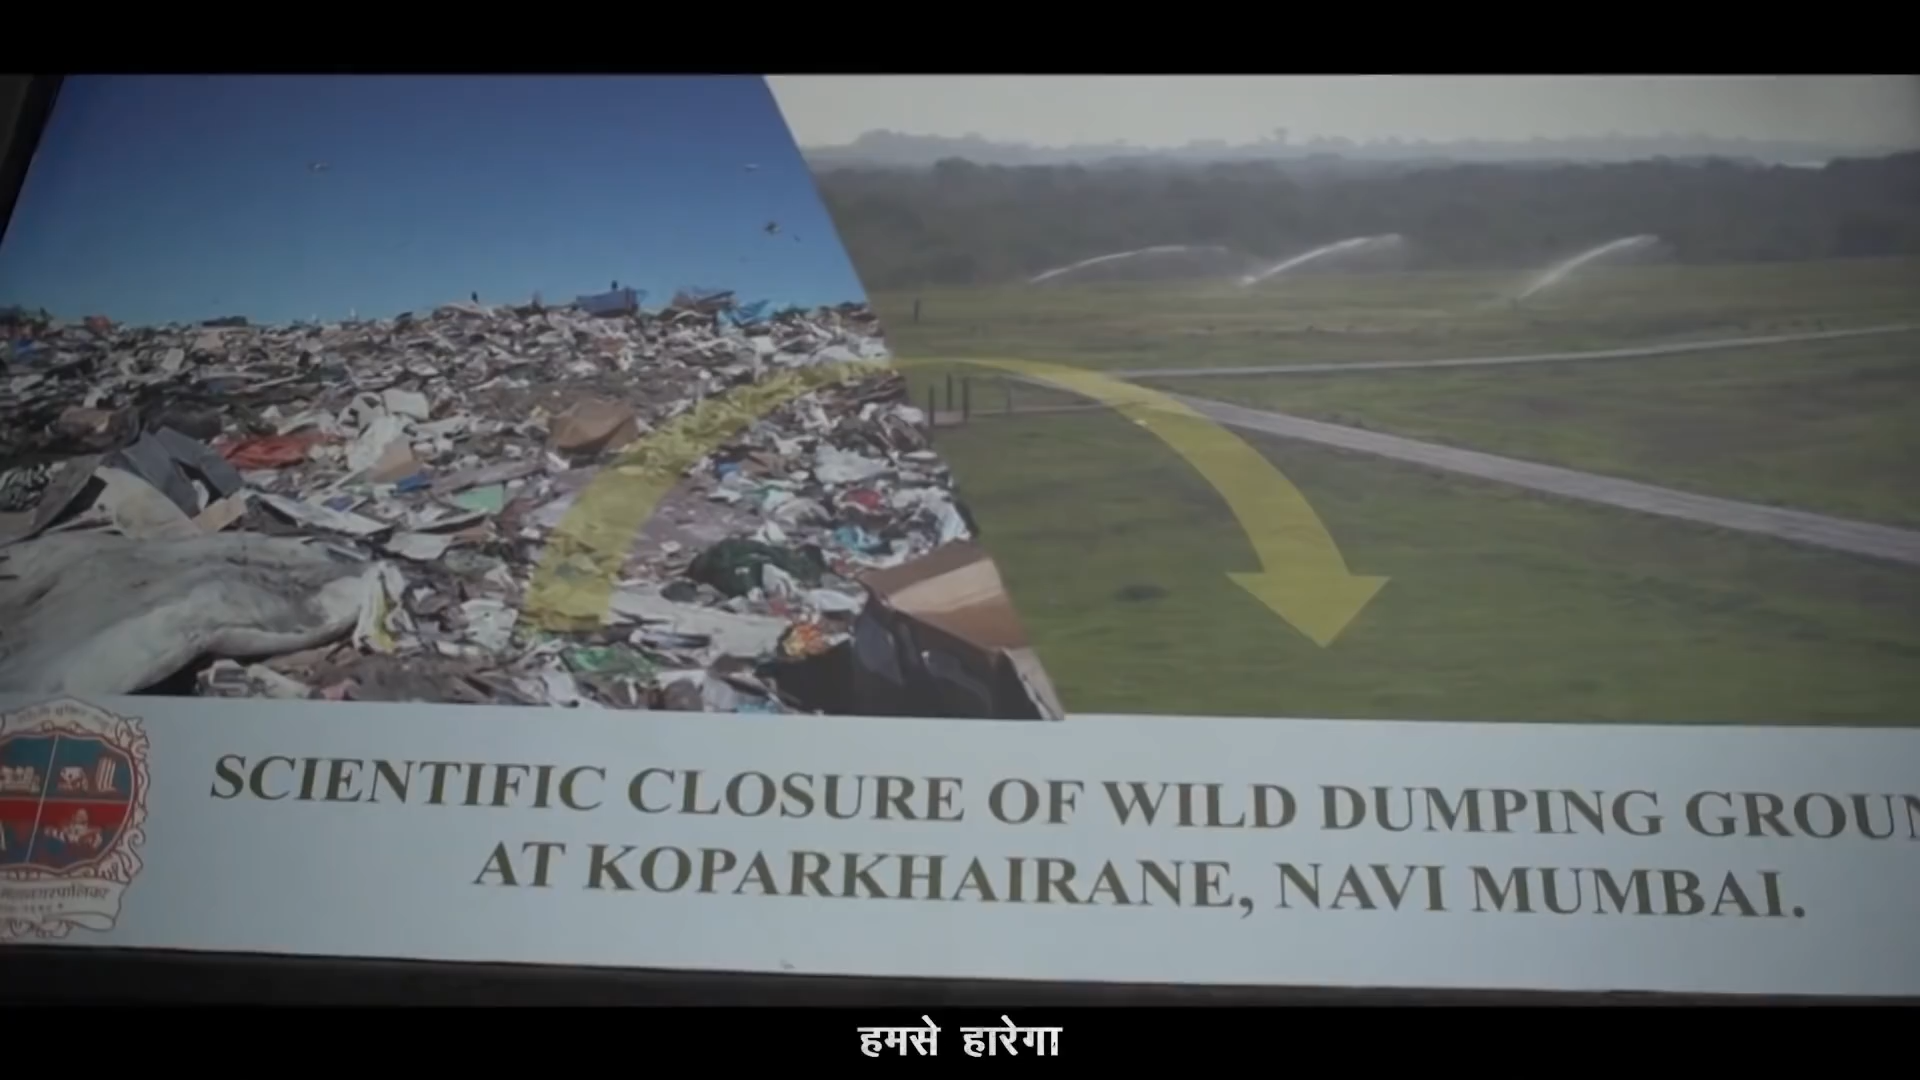 SCIENTIFIC CLOSURE OF WILD DUMPING GROUN
AT KOPARKHAIRANE, NAVI MUMBAI.
हमसे हारेगा